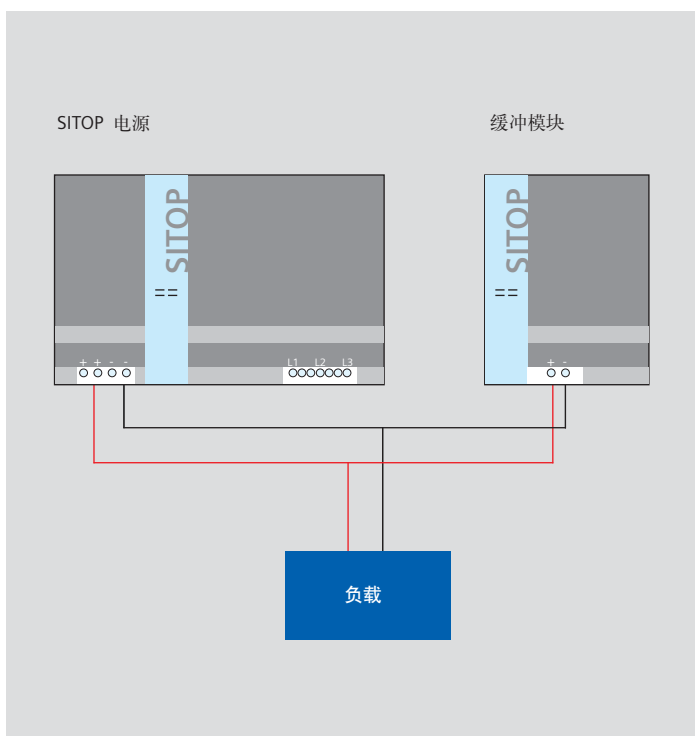 SITOP 电源
缓冲模块
SITOP
==
SITOP
==
+ + - -
L1 L2 L3
+ -
负载